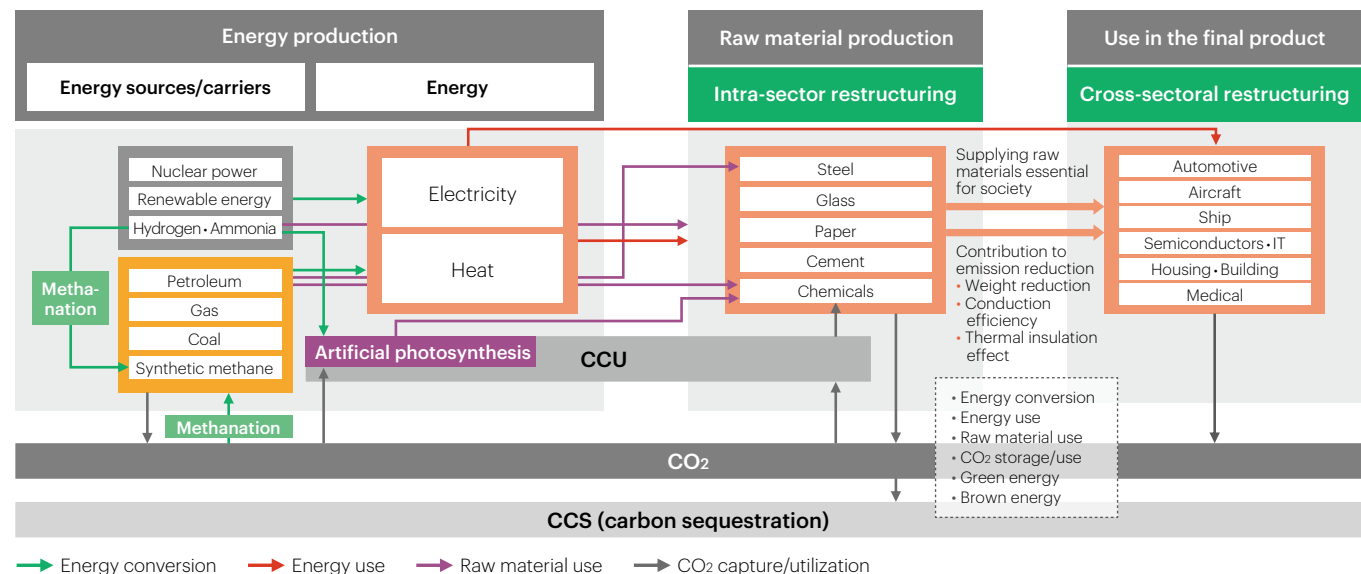 Energy production
Energy sources/carriers
Energy
Raw material production
Intra-sector restructuring
Use in the final product
Cross-sectoral restructuring
Nuclear power
Renewable energy
Hydrogen・Ammonia
Metha-
nation
Petroleum
Gas
Coal
Synthetic methane
Methanation
Electricity
Heat
Artificial photosynthesis
CCU
Steel
Glass
Paper
Cement
Chemicals
Supplying raw
materials essential
for society
Contribution to
emission reduction
• Weight reduction
• Conduction
efficiency
• Thermal insulation
effect
Automotive
Aircraft
Ship
Semiconductors・IT
Housing・Building
Medical
• Energy conversion
• Energy use
• Raw material use
• CO₂ storage/use
• Green energy
• Brown energy
CO₂
CCS (carbon sequestration)
Energy conversion
Energy use
Raw material use
CO₂ capture/utilization